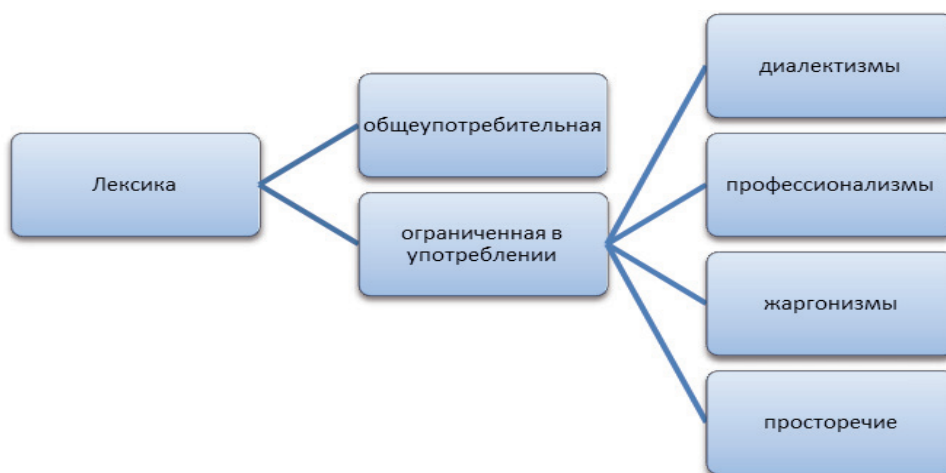 Лексика
общеупотребительная
ограниченная в
употреблении
диалектизмы
профессионализмы
жаргонизмы
просторечие